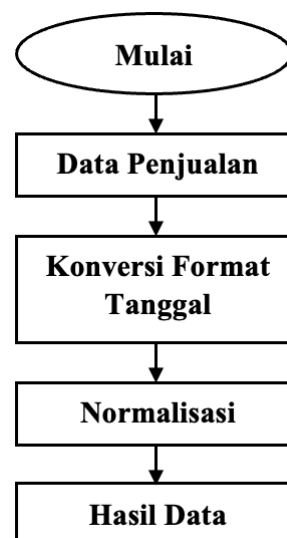 Mulai
Data Penjualan
Konversi Format
Tanggal
Normalisasi
Hasil Data